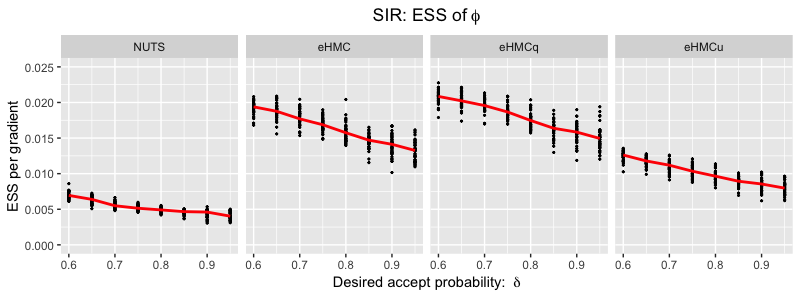 SIR: ESS of ϕ
NUTS eHMC eHMCq eHMCu
ESS per gradient
0.025
0.020
0.015
0.010
0.005
0.000
0.6 0.7 0.8 0.9 0.6 0.7 0.8 0.9 0.6 0.7 0.8 0.9 0.6 0.7 0.8 0.9
Desired accept probability: δ